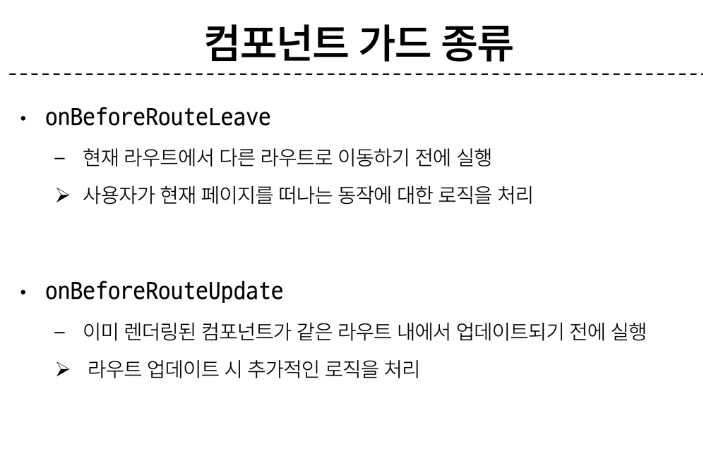 컴포넌트 가드 종류
• onBeforeRouteLeave
– 현재 라우트에서 다른 라우트로 이동하기 전에 실행
➢ 사용자가 현재 페이지를 떠나는 동작에 대한 로직을 처리
• onBeforeRouteUpdate
– 이미 렌더링된 컴포넌트가 같은 라우트 내에서 업데이트되기 전에 실행
➢ 라우트 업데이트 시 추가적인 로직을 처리